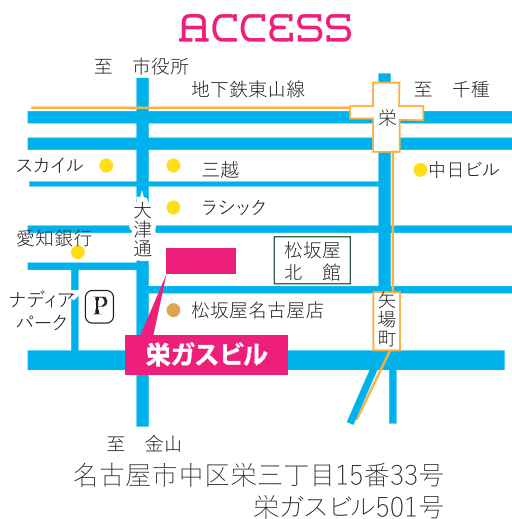 ACCESS
至 市役所
地下鉄東山線
至 千種
栄
スカイル
三越
中日ビル
大津通
ラシック
愛知銀行
松坂屋
北 館
ナディア
パーク
P
松坂屋名古屋店
矢場町
栄ガスビル
至 金山
名古屋市中区栄三丁目15番33号
栄ガスビル501号